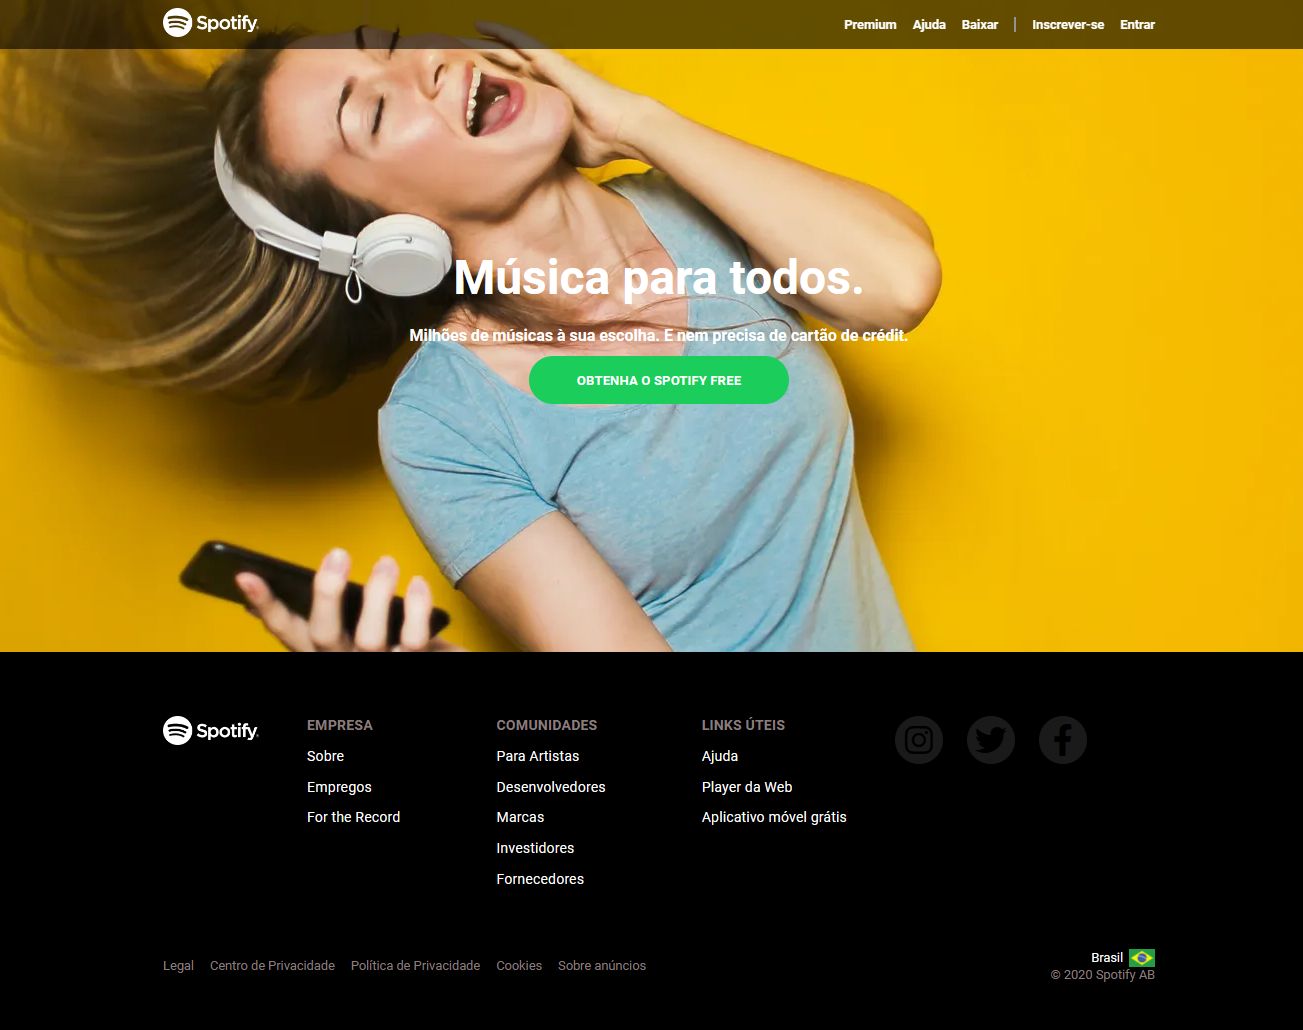 Spotify
Premium Ajuda Baixar | Inscrever-se Entrar
Música para todos.
Milhões de músicas à sua escolha. E nem precisa de cartão de crédit.
OBTENHA O SPOTIFY FREE
Spotify
EMPRESA
Sobre
Empregos
For the Record
COMUNIDADES
Para Artistas
Desenvolvedores
Marcas
Investidores
Fornecedores
LINKS ÚTEIS
Ajuda
Player da Web
Aplicativo móvel grátis
Legal Centro de Privacidade Política de Privacidade Cookies Sobre anúncios
Brasil
© 2020 Spotify AB